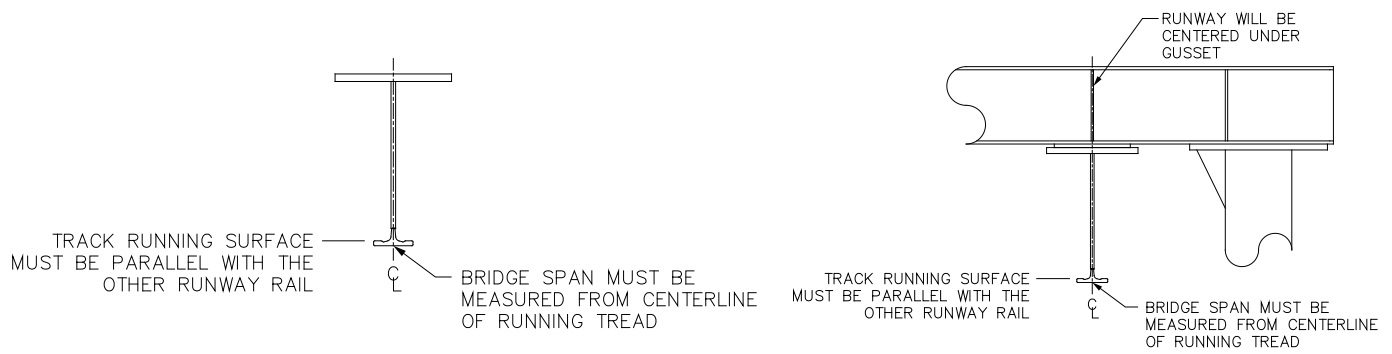 TRACK RUNNING SURFACE
MUST BE PARALLEL WITH THE
OTHER RUNWAY RAIL
℄
BRIDGE SPAN MUST BE
MEASURED FROM CENTERLINE
OF RUNNING TREAD
RUNWAY WILL BE
CENTERED UNDER
GUSSET
TRACK RUNNING SURFACE
MUST BE PARALLEL WITH THE
OTHER RUNWAY RAIL
℄
BRIDGE SPAN MUST BE
MEASURED FROM CENTERLINE
OF RUNNING TREAD